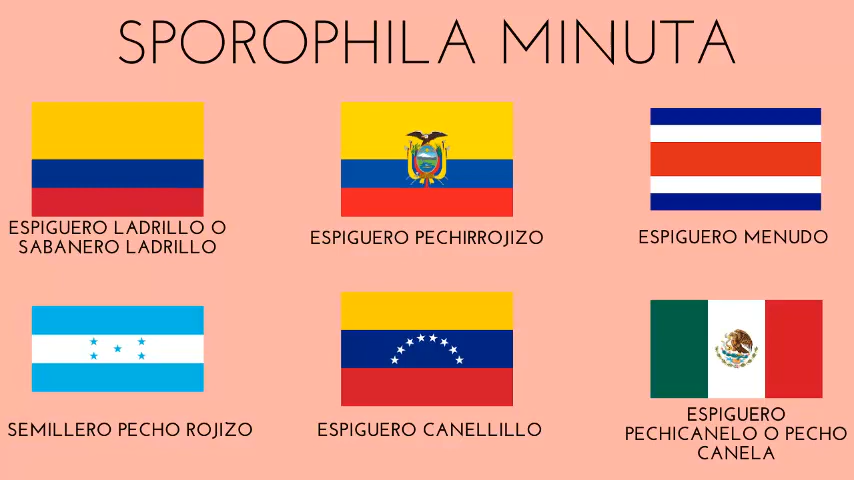 SPOROPHILA MINUTA
ESPIGUERO LADRILLO O
SABANERO LADRILLO
ESPIGUERO PECHIRROJIZO
ESPIGUERO MENUDO
SEMILLERO PECHO ROJIZO
ESPIGUERO CANELLILLO
ESPIGUERO
PECHICANELO O PECHO
CANELA